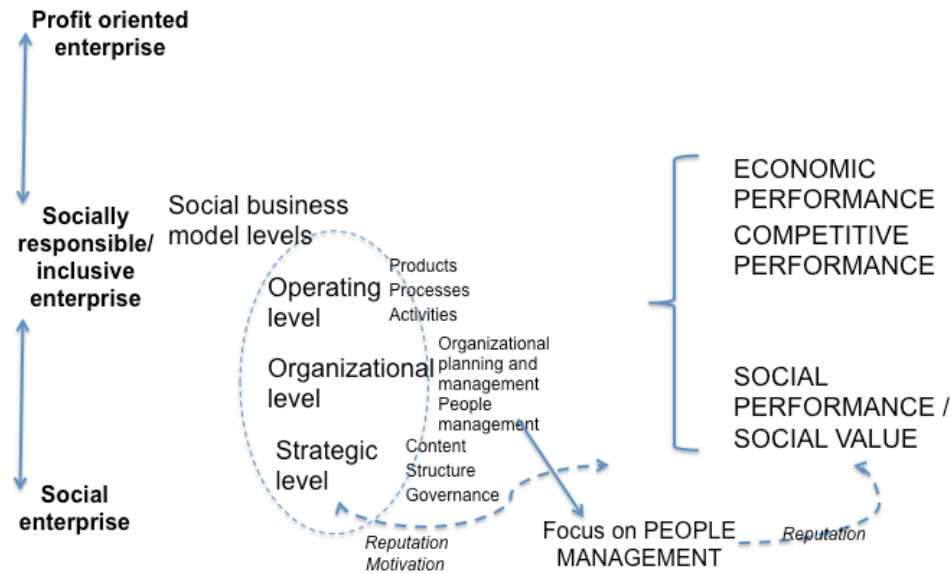 Profit oriented
enterprise
Socially
responsible/
inclusive
enterprise
Social
enterprise
Social business
model levels
Operating
level
Products
Processes
Activities
Organizational
level
Organizational
planning and
management
People
management
Strategic
level
Content
Structure
Governance
Reputation
Motivation
Focus on PEOPLE
MANAGEMENT
Reputation
ECONOMIC
PERFORMANCE
COMPETITIVE
PERFORMANCE
SOCIAL
PERFORMANCE /
SOCIAL VALUE